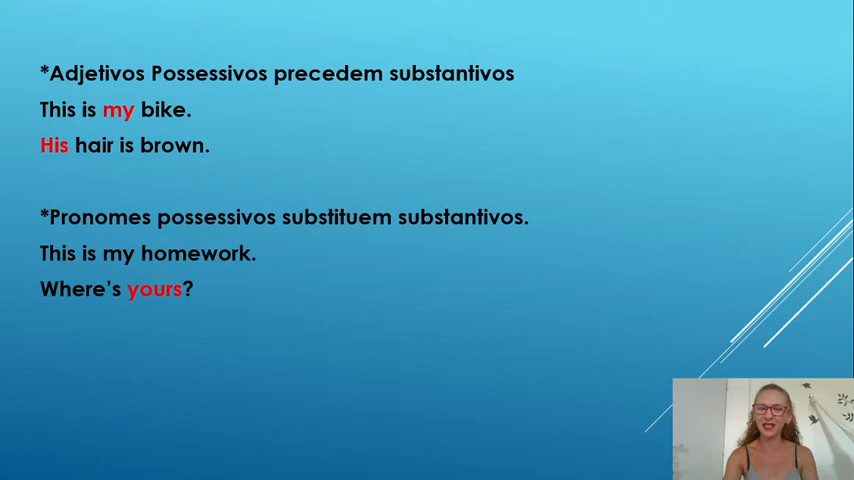 *Adjetivos Possessivos precedem substantivos
This is my bike.
His hair is brown.
*Pronomes possessivos substituem substantivos.
This is my homework.
Where's yours?